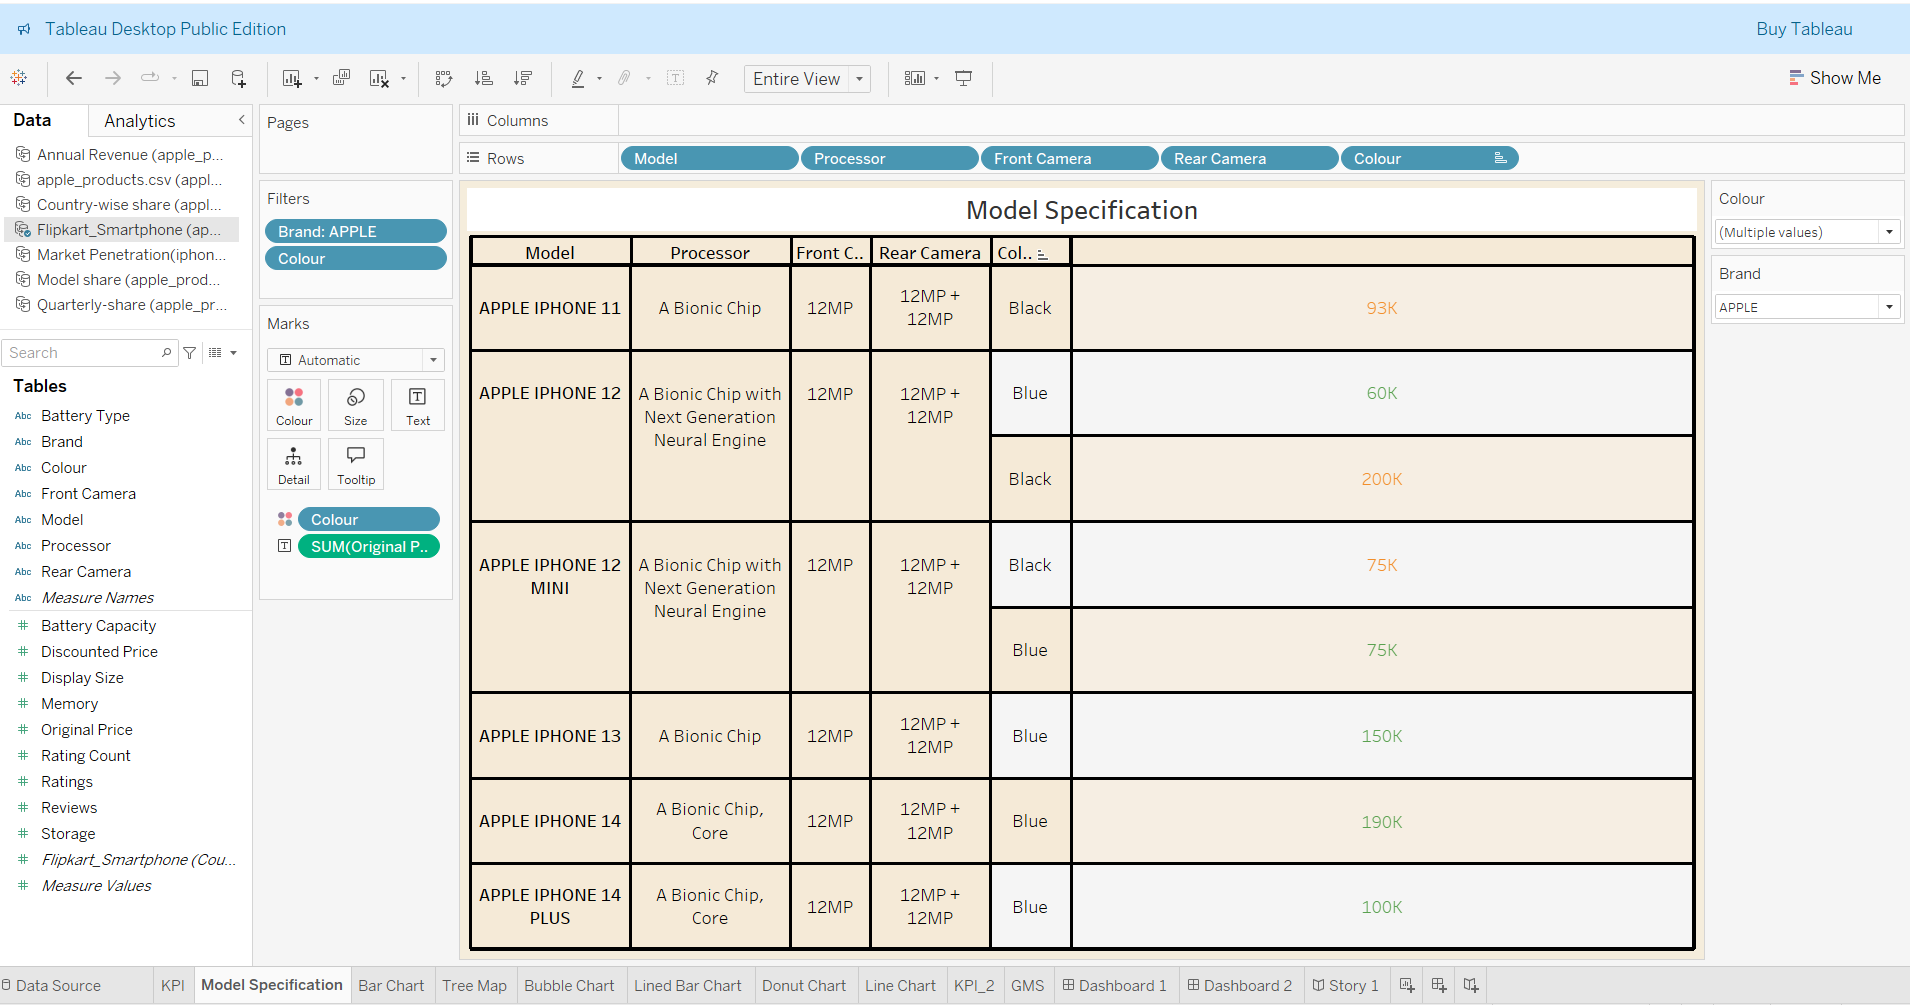 Tableau Desktop Public Edition
Buy Tableau
Entire View
Show Me
Data
Analytics
Annual Revenue (apple_p...
apple_products.csv (appl...
Country-wise share (appl...
Flipkart_Smartphone (ap...
Market Penetration(iphon...
Model share (apple_prod...
Quarterly-share (apple_pr...
Search
Tables
Abc Battery Type
Abc Brand
Abc Colour
Abc Front Camera
Abc Model
Abc Processor
Abc Rear Camera
Abc Measure Names
# Battery Capacity
# Discounted Price
# Display Size
# Memory
# Original Price
# Rating Count
# Ratings
# Reviews
# Storage
# Flipkart_Smartphone (Cou...
# Measure Values
Pages
Filters
Brand: APPLE
Colour
Marks
T Automatic
Colour
Size
T Text
Detail
Tooltip
Colour
T SUM(Original P..
Columns
Rows
Model Processor Front Camera Rear Camera Colour
Model Specification
Model Processor Front C.. Rear Camera Col..
APPLE IPHONE 11
A Bionic Chip
12MP
12MP +
12MP
Black
93K
APPLE IPHONE 12
A Bionic Chip with
Next Generation
Neural Engine
12MP
12MP +
12MP
Blue
60K
Black
200K
APPLE IPHONE 12
MINI
A Bionic Chip with
Next Generation
Neural Engine
12MP
12MP +
12MP
Black
75K
Blue
75K
APPLE IPHONE 13
A Bionic Chip
12MP
12MP +
12MP
Blue
150K
APPLE IPHONE 14
A Bionic Chip,
Core
12MP
12MP +
12MP
Blue
190K
APPLE IPHONE 14
PLUS
A Bionic Chip,
Core
12MP
12MP +
12MP
Blue
100K
Colour
(Multiple values)
Brand
APPLE
Data Source
KPI
Model Specification
Bar Chart
Tree Map
Bubble Chart
Lined Bar Chart
Donut Chart
Line Chart
KPI_2
GMS
Dashboard 1
Dashboard 2
Story 1